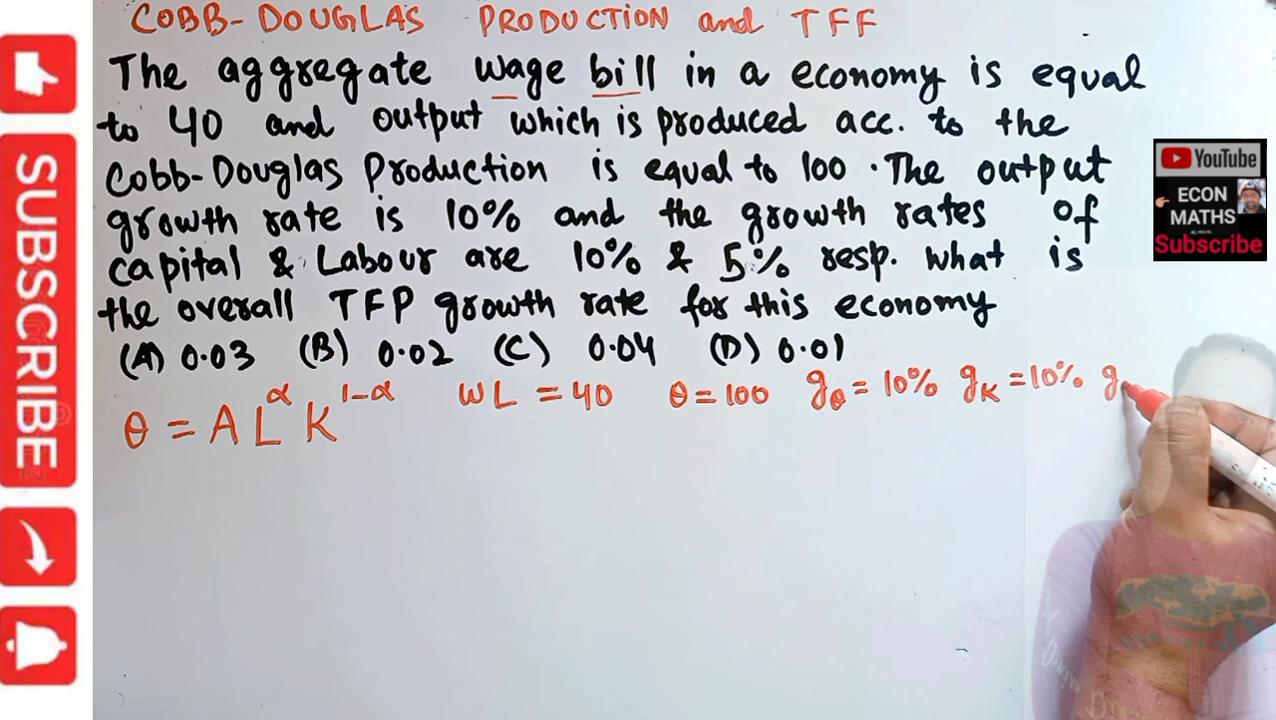 COBB-DOUGLAS PRODUCTION and TFF
The aggregate wage bill in a economy is equal
to 40 and output which is produced acc. to the
Cobb-Douglas Production is equal to 100. The output
growth rate is 10% and the growth rates of
capital & Labour are 10% & 5% resp. What is
the overall TFP growth rate for this economy
(A) 0.03 (B) 0.02 (C) 0.04 (D) 0.01
θ = A L^α K^(1-α) WL = 40 θ = 100 gθ = 10% gK = 10% g
SUBSCRIBE
YouTube
ECON
MATHS
Subscribe